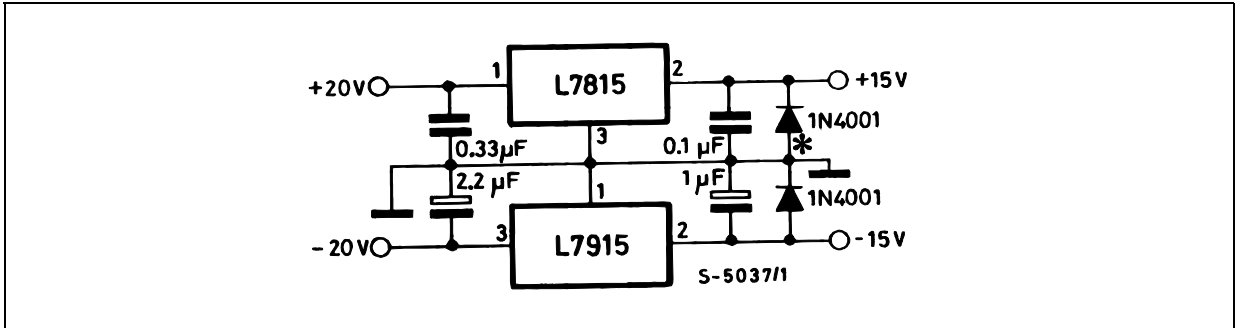 +20V
1
L7815
2
+15V
3
0.33µF
0.1 µF
1N4001
*
2.2 µF
1
1µF
1N4001
-20V
3
L7915
2
-15V
S-5037/1